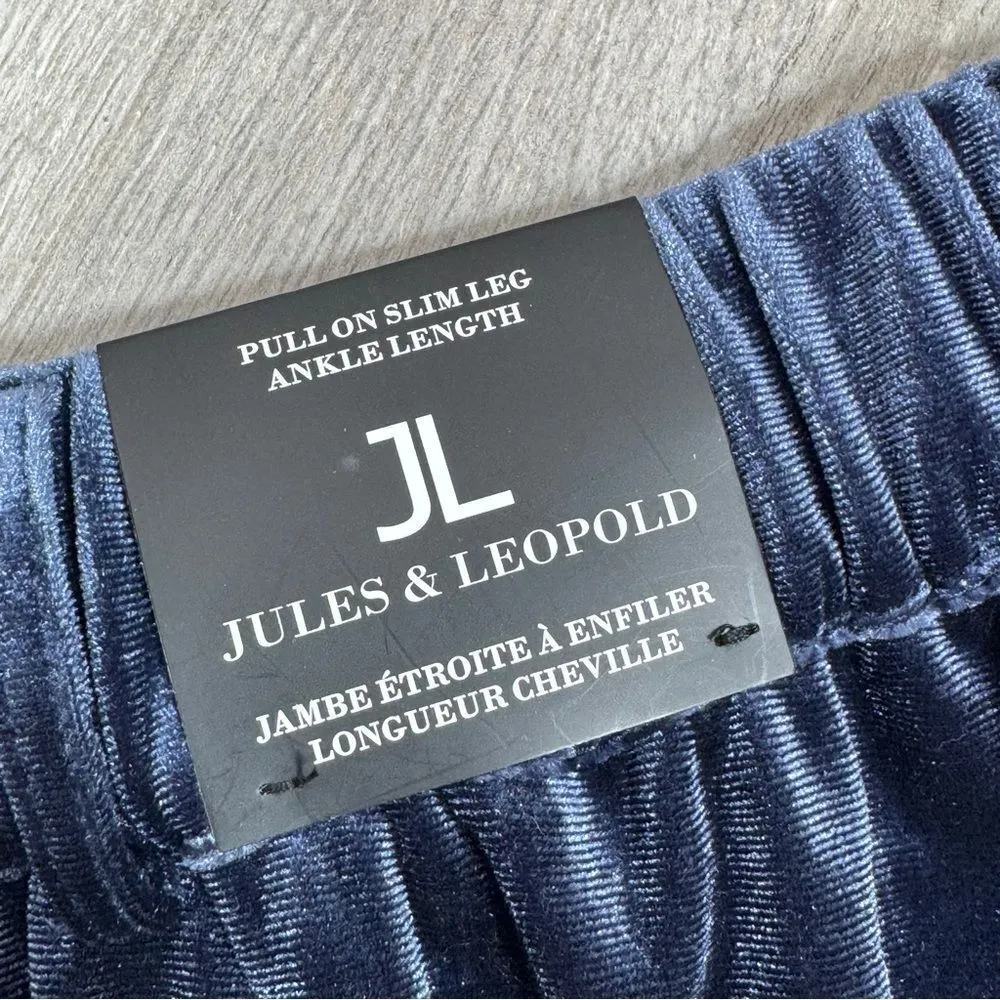 PULL ON SLIM LEG
ANKLE LENGTH
JL
JULES & LEOPOLD
JAMBE ÉTROITE À ENFILER
LONGUEUR CHEVILLE